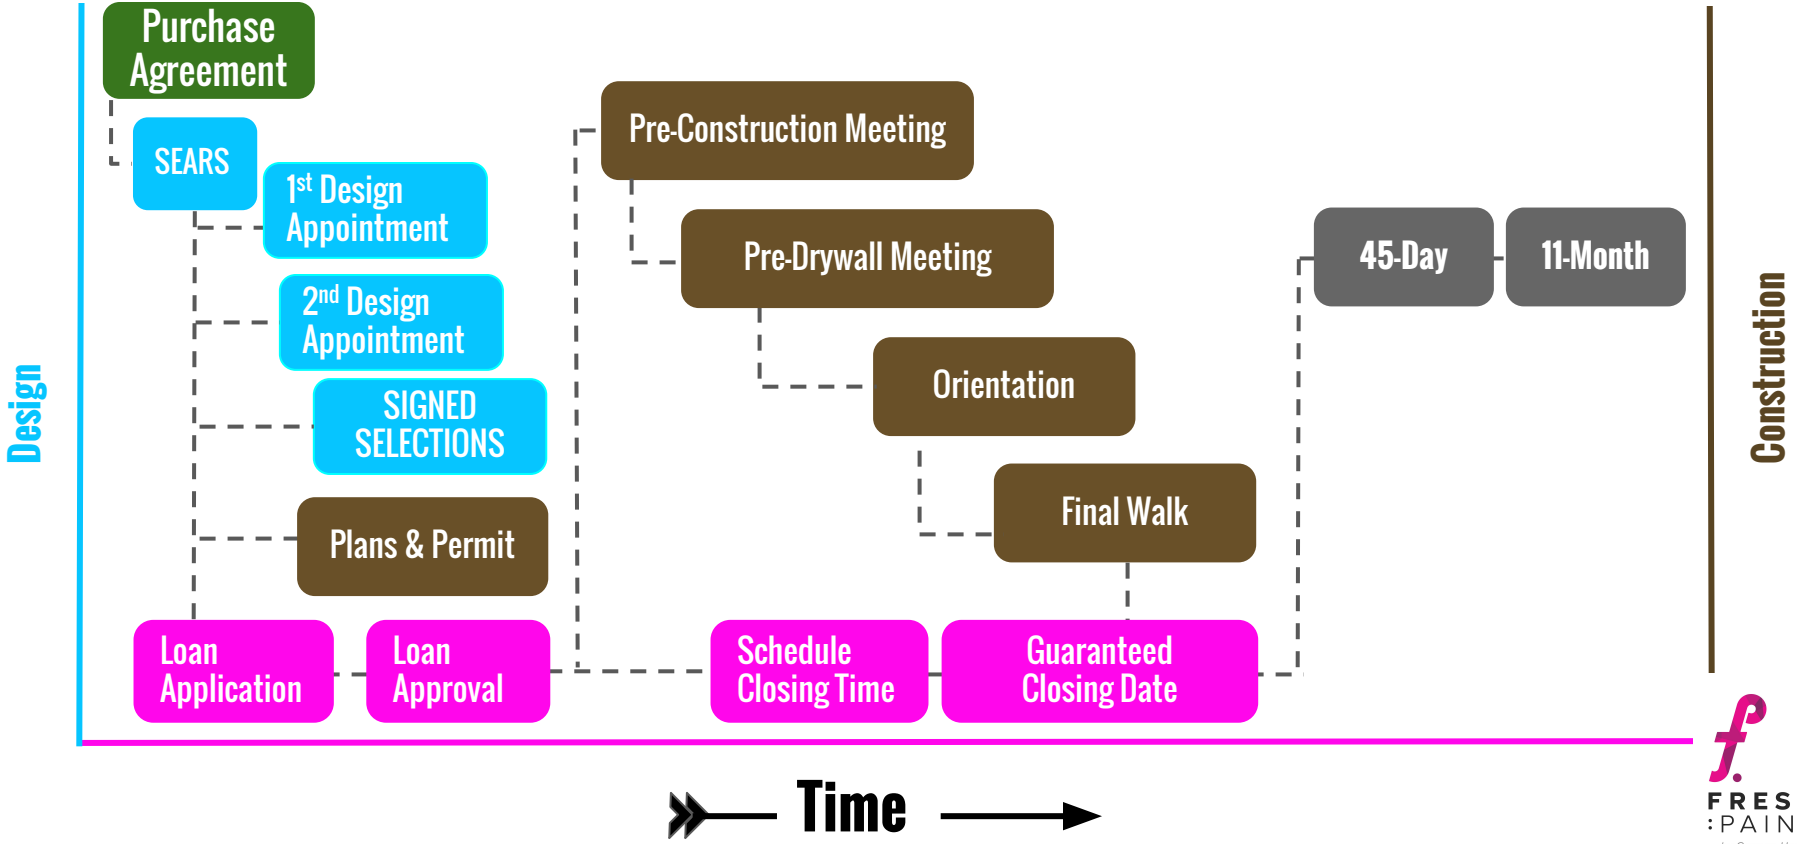 Purchase
Agreement
SEARS
1st Design
Appointment
2nd Design
Appointment
SIGNED
SELECTIONS
Plans & Permit
Loan
Application
Loan
Approval
Pre-Construction Meeting
Pre-Drywall Meeting
Orientation
Final Walk
Schedule
Closing Time
Guaranteed
Closing Date
45-Day
11-Month
Design
Construction
Time
f.
FRES
:PAIN